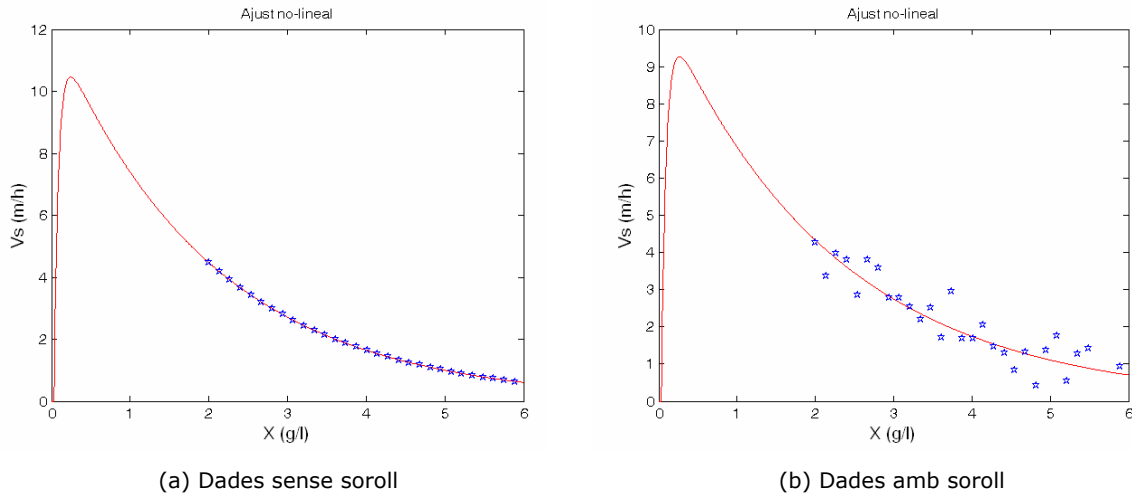 Ajust no-lineal
12
10
8
6
4
2
0
Vs (m/h)
0 1 2 3 4 5 6
X (g/l)
(a) Dades sense soroll
Ajust no-lineal
10
9
8
7
6
5
4
3
2
1
0
Vs (m/h)
0 1 2 3 4 5 6
X (g/l)
(b) Dades amb soroll